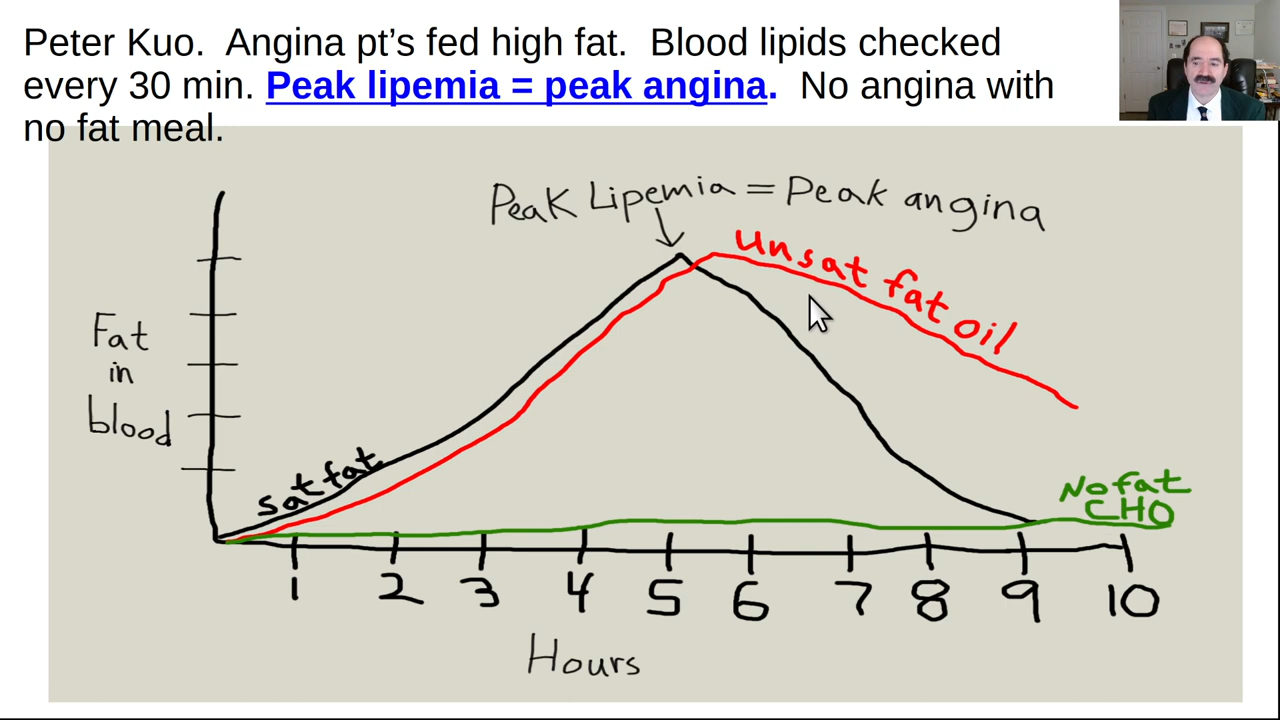 Peter Kuo.  Angina pt’s fed high fat.  Blood lipids checked
every 30 min. Peak lipemia = peak angina.  No angina with
no fat meal.
Peak Lipemia = Peak angina
unsat fat oil
Fat
in
blood
sat fat
No fat
CHO
1 2 3 4 5 6 7 8 9 10
Hours